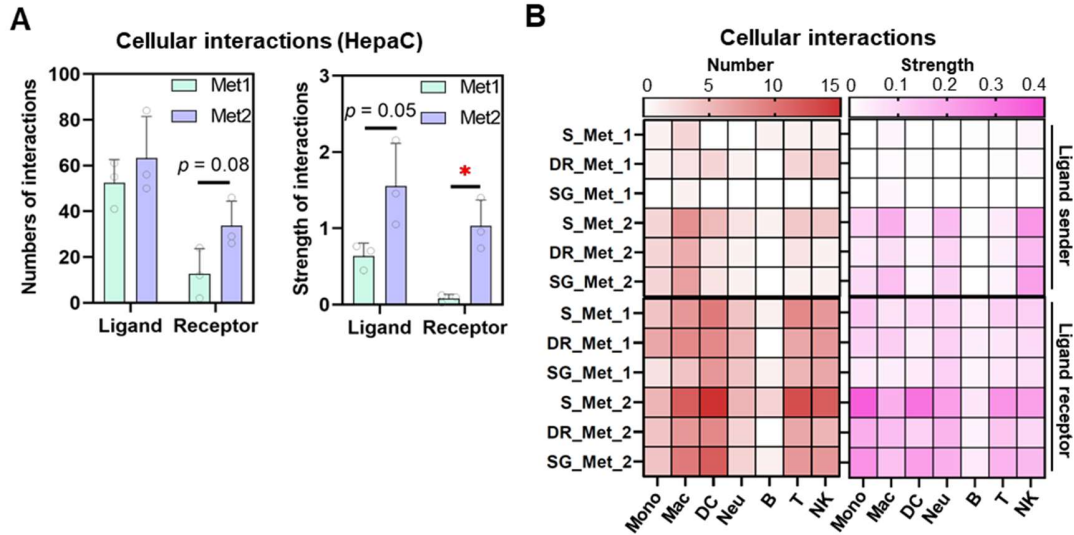 A
Cellular interactions (HepaC)
Numbers of interactions
100
80
60
40
20
0
Met1
Met2
p = 0.08
Ligand
Receptor
Strength of interactions
3
2
1
0
Met1
Met2
p = 0.05
*
Ligand
Receptor
B
Cellular interactions
Number
0 5 10 15
Strength
0 0.1 0.2 0.3 0.4
S_Met_1
DR_Met_1
SG_Met_1
S_Met_2
DR_Met_2
SG_Met_2
S_Met_1
DR_Met_1
SG_Met_1
S_Met_2
DR_Met_2
SG_Met_2
Ligand sender
Ligand receptor
Mono Mac DC Neu B T NK
Mono Mac DC Neu B T NK